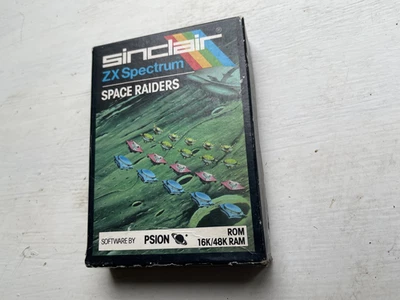 sinclair
ZX Spectrum
SPACE RAIDERS
SOFTWARE BY PSION
ROM
16K/48K RAM